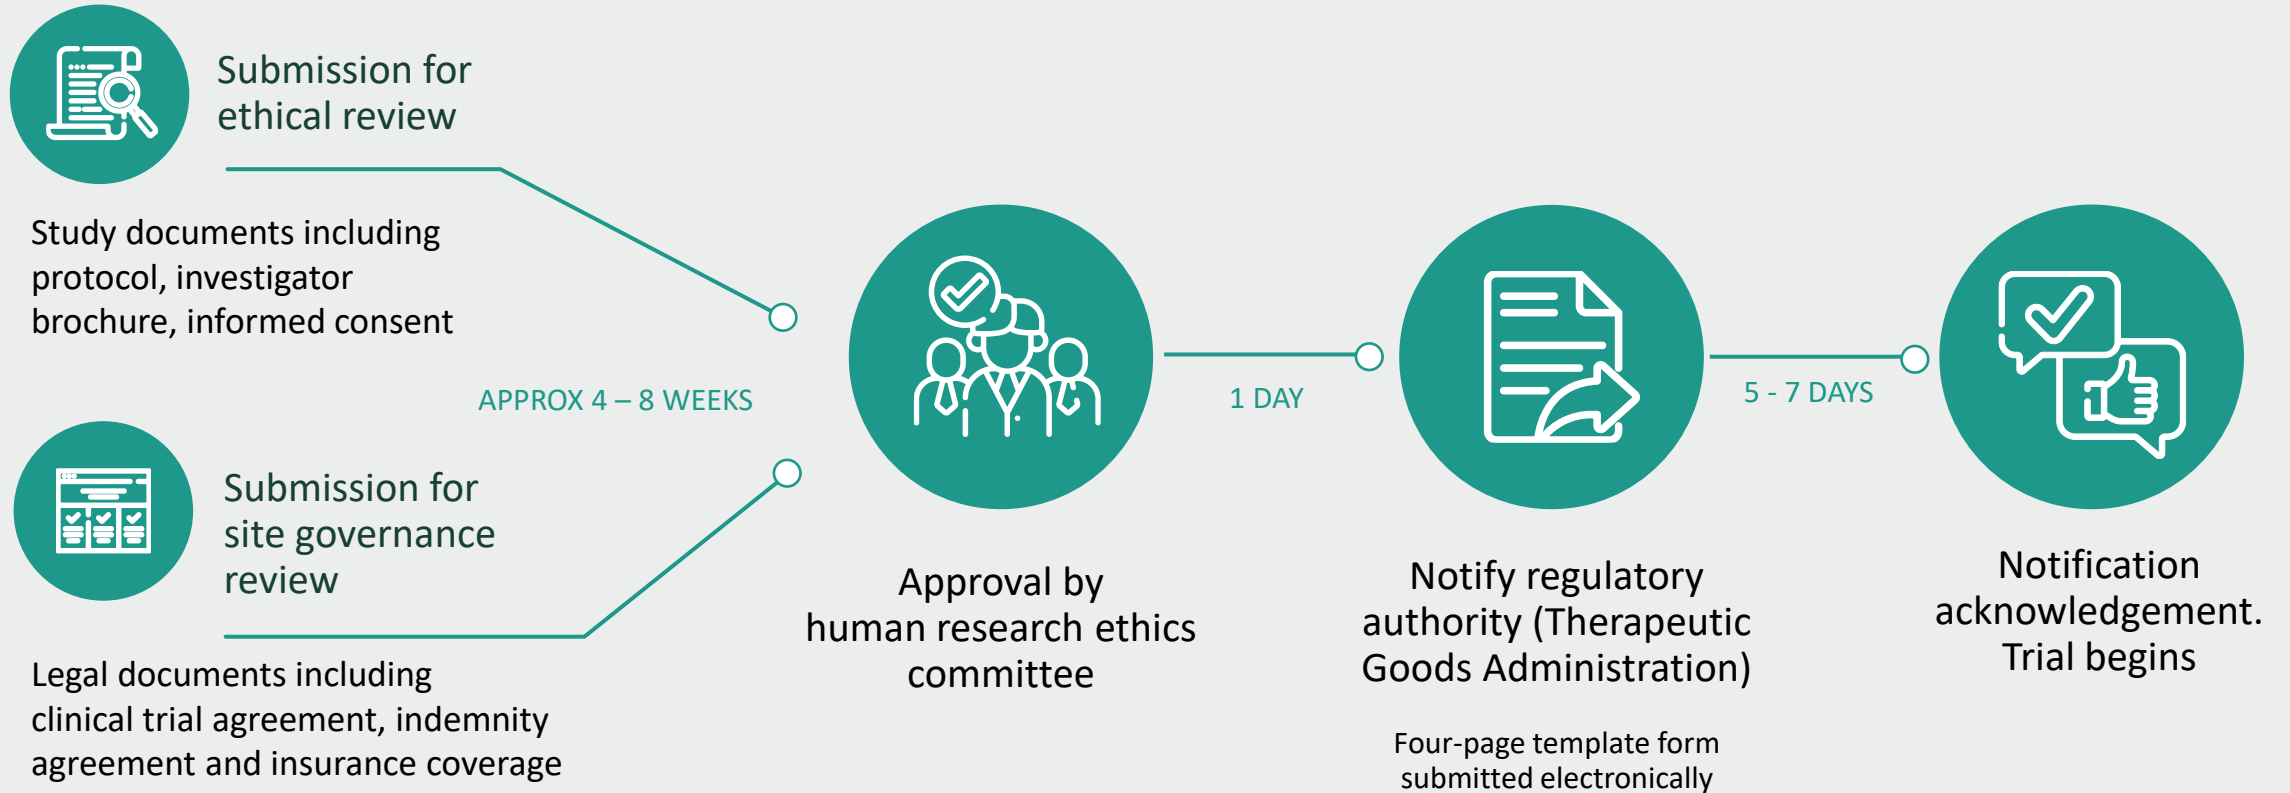 Submission for
ethical review
Study documents including
protocol, investigator
brochure, informed consent
APPROX 4 – 8 WEEKS
Submission for
site governance
review
Legal documents including
clinical trial agreement, indemnity
agreement and insurance coverage
Approval by
human research ethics
committee
1 DAY
Notify regulatory
authority (Therapeutic
Goods Administration)
Four-page template form
submitted electronically
5 - 7 DAYS
Notification
acknowledgement.
Trial begins